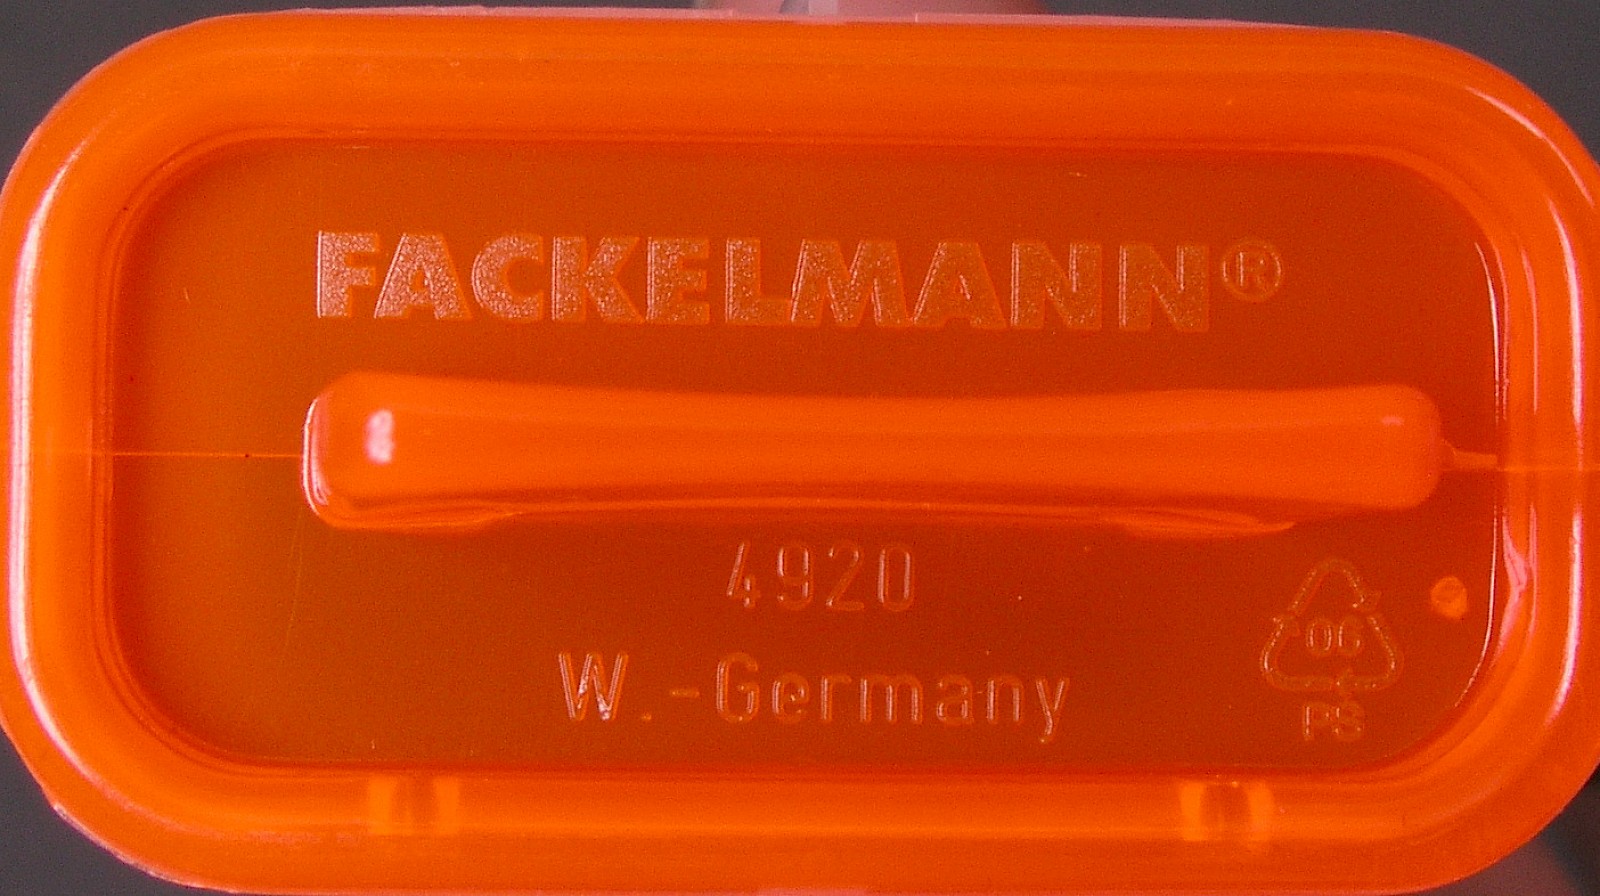 FACKELMANN®
4920
W.-Germany
06
PS